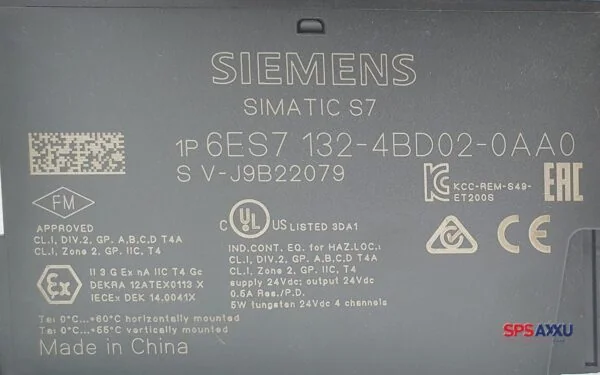 SIEMENS
SIMATIC S7
1P 6ES7 132-4BD02-0AA0
S V-J9B22079
KCC-REM-S49-
ET200S
EAC
FM
APPROVED
CL.I, DIV.2, GP. A,B,C,D T4A
CL.I, Zone 2, GP. IIC, T4
C UL US LISTED 3DA1
IND.CONT. EQ. for HAZ.LOC.:
CL.I, DIV.2, GP. A,B,C,D T4A
CL.I, Zone 2, GP. IIC, T4
supply 24Vdc; output 24Vdc
0.5A Res./P.D.
5W tungsten 24Vdc 4 channels
CE
Ex
II 3 G Ex nA IIC T4 Gc
DEKRA 12ATEX0113 X
IECEx DEK 14.0041X
Ta: 0°C...+60°C horizontally mounted
Ta: 0°C...+55°C vertically mounted
Made in China
SPS AXXU